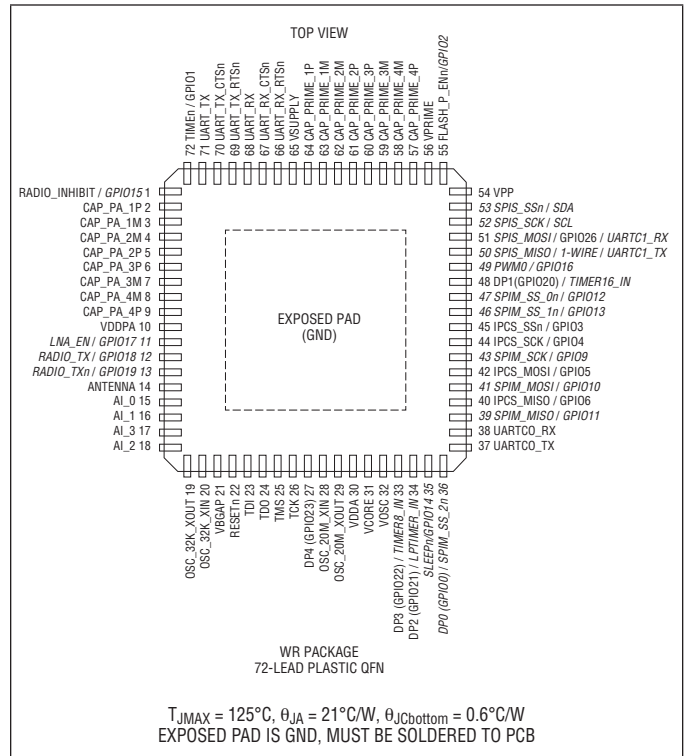 TOP VIEW
72 TIMEn / GPIO1
71 UART_TX
70 UART_TX_CTSn
69 UART_TX_RTSn
68 UART_RX
67 UART_RX_CTSn
66 UART_RX_RTSn
65 VSUPPLY
64 CAP_PRIME_1P
63 CAP_PRIME_1M
62 CAP_PRIME_2M
61 CAP_PRIME_2P
60 CAP_PRIME_3P
59 CAP_PRIME_3M
58 CAP_PRIME_4M
57 CAP_PRIME_4P
56 VPRIME
55 FLASH_P_ENn/GPIO2
RADIO_INHIBIT / GPIO15 1
CAP_PA_1P 2
CAP_PA_1M 3
CAP_PA_2M 4
CAP_PA_2P 5
CAP_PA_3P 6
CAP_PA_3M 7
CAP_PA_4M 8
CAP_PA_4P 9
VDDPA 10
LNA_EN / GPIO17 11
RADIO_TX / GPIO18 12
RADIO_TXn / GPIO19 13
ANTENNA 14
AI_0 15
AI_1 16
AI_3 17
AI_2 18
EXPOSED PAD
(GND)
54 VPP
53 SPIS_SSn / SDA
52 SPIS_SCK / SCL
51 SPIS_MOSI / GPIO26 / UARTC1_RX
50 SPIS_MISO / 1-WIRE / UARTC1_TX
49 PWM0 / GPIO16
48 DP1(GPIO20) / TIMER16_IN
47 SPIM_SS_0n / GPIO12
46 SPIM_SS_1n / GPIO13
45 IPCS_SSn / GPIO3
44 IPCS_SCK / GPIO4
43 SPIM_SCK / GPIO9
42 IPCS_MOSI / GPIO5
41 SPIM_MOSI / GPIO10
40 IPCS_MISO / GPIO6
39 SPIM_MISO / GPIO11
38 UARTCO_RX
37 UARTCO_TX
OSC_32K_XOUT 19
OSC_32K_XIN 20
VBGAP 21
RESETn 22
TDI 23
TDO 24
TMS 25
TCK 26
DP4 (GPIO23) 27
OSC_20M_XIN 28
OSC_20M_XOUT 29
VDDA 30
VCORE 31
VOSC 32
DP3 (GPIO22) / TIMER8_IN 33
DP2 (GPIO21) / LPTIMER_IN 34
SLEEPn/GPIO14 35
DP0 (GPIO0) / SPIM_SS_2n 36
WR PACKAGE
72-LEAD PLASTIC QFN
TJMAX = 125°C, θJA = 21°C/W, θJCbottom = 0.6°C/W
EXPOSED PAD IS GND, MUST BE SOLDERED TO PCB